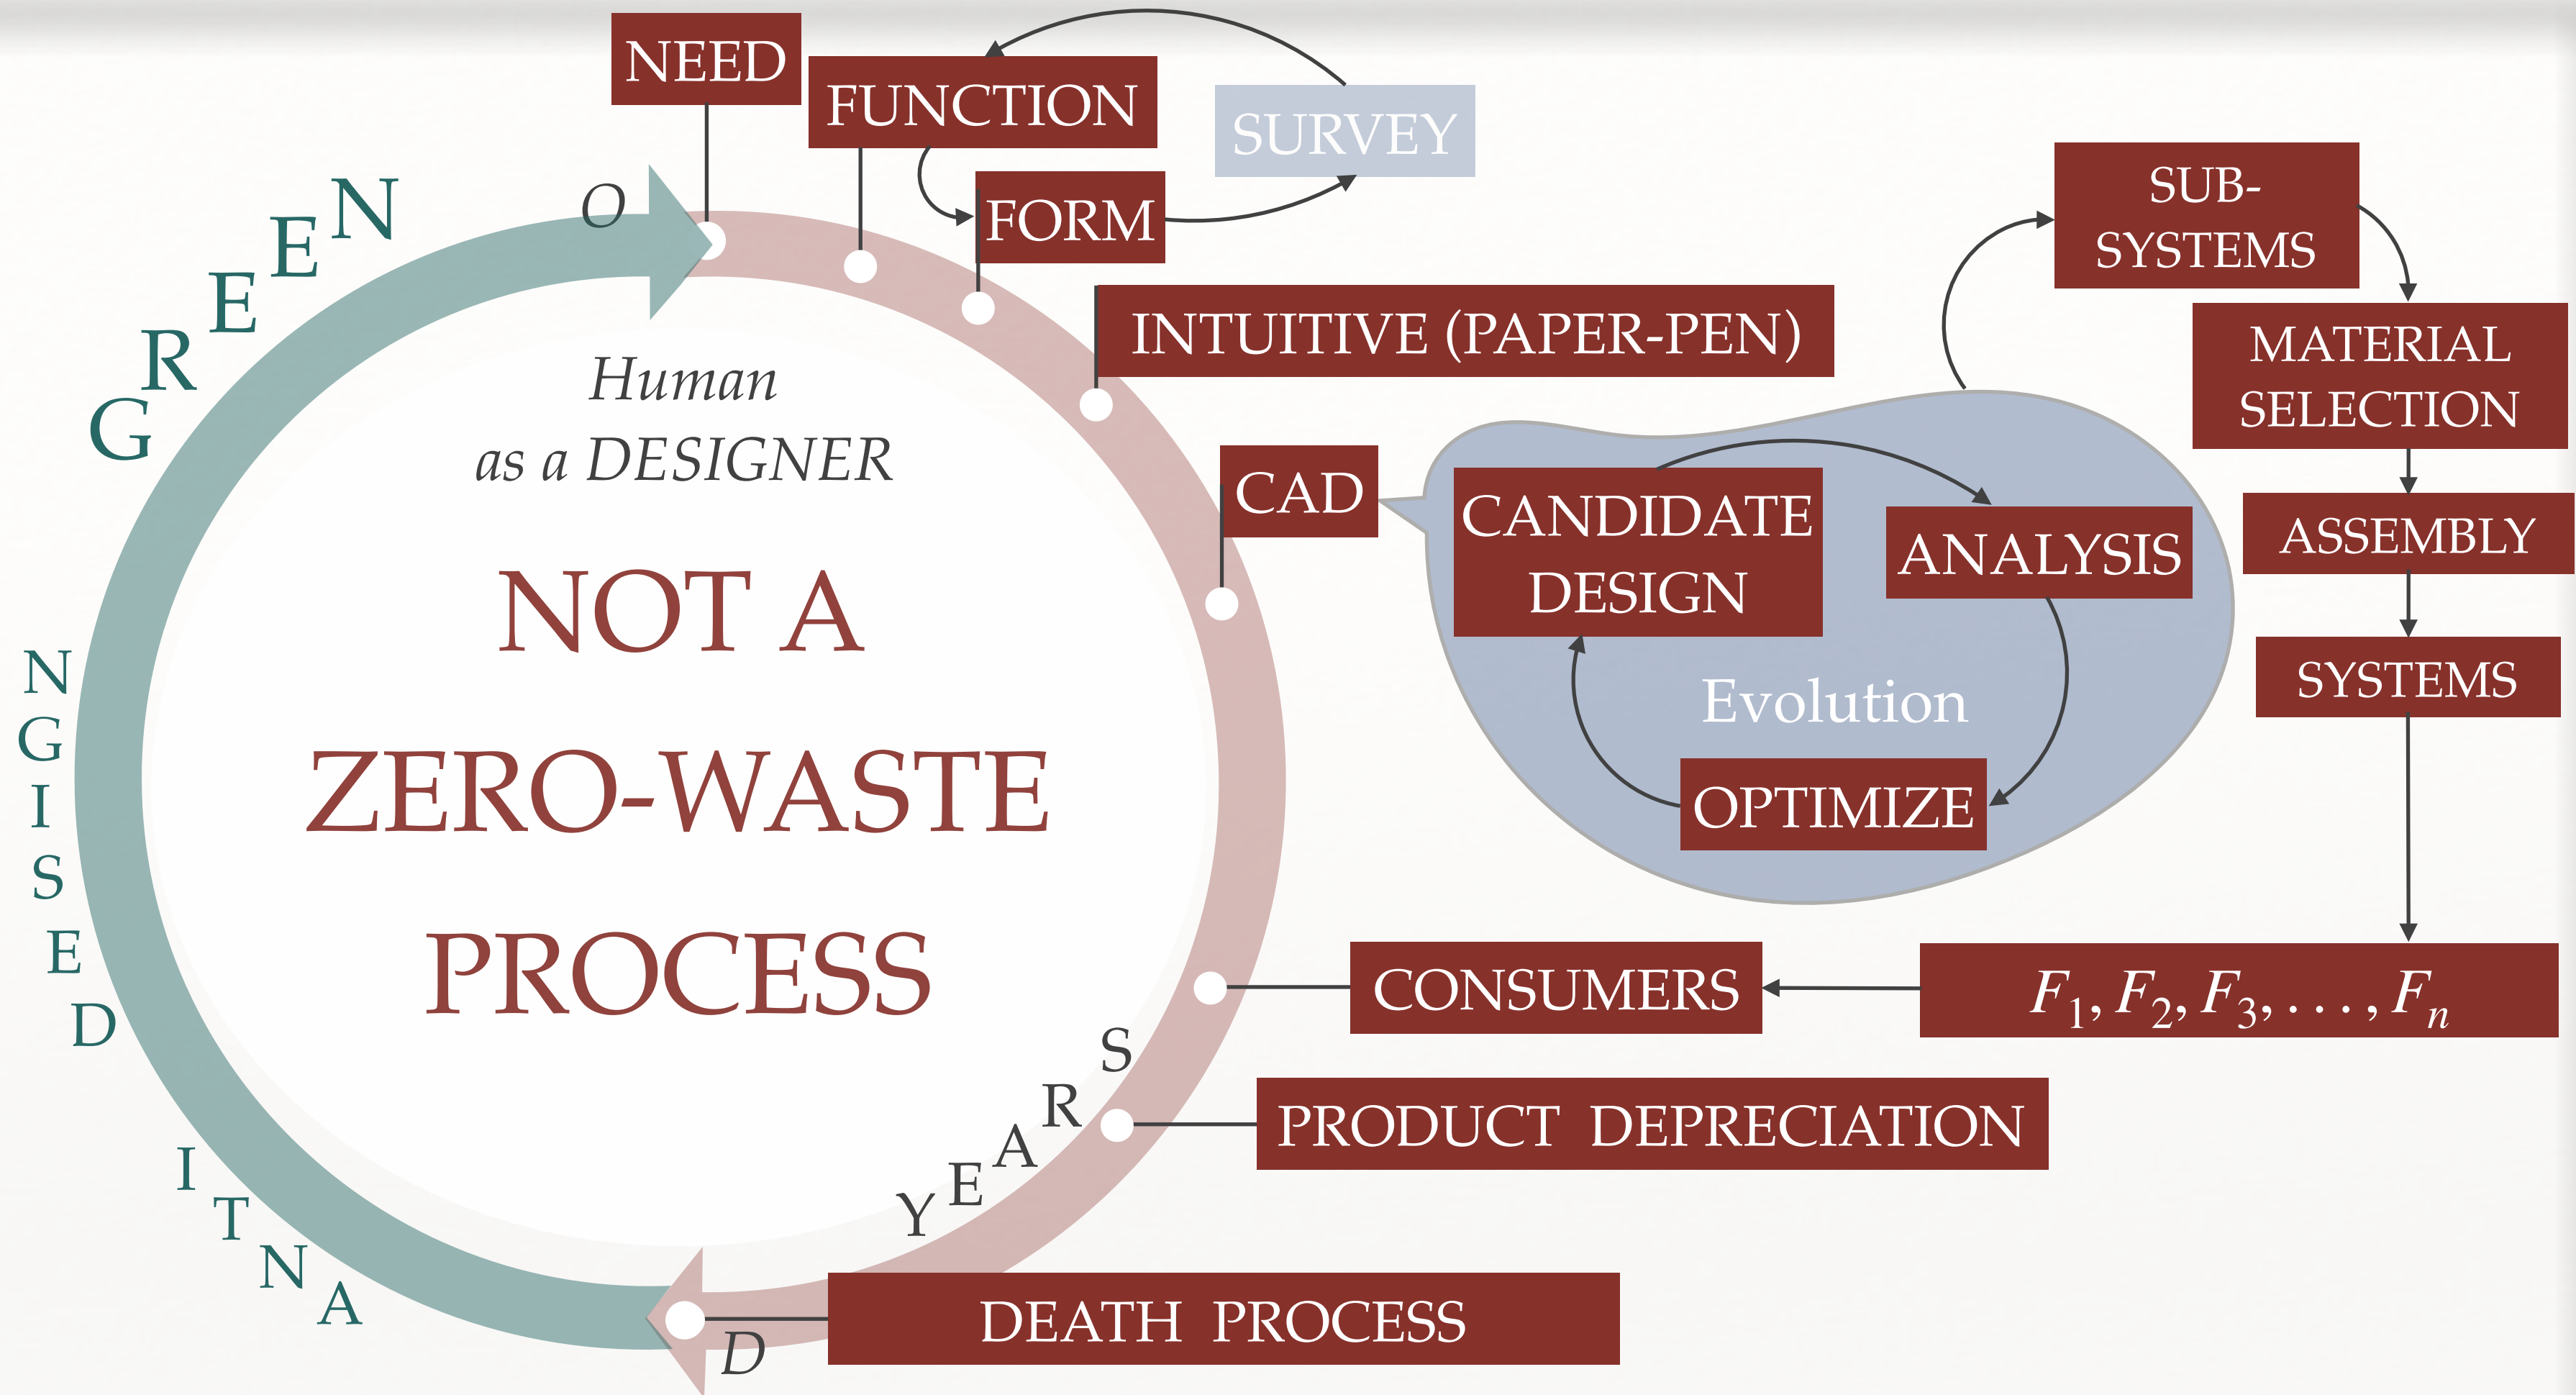 NEED
FUNCTION
SURVEY
FORM
INTUITIVE (PAPER-PEN)
CAD
CANDIDATE
DESIGN
ANALYSIS
Evolution
OPTIMIZE
SUB-
SYSTEMS
MATERIAL
SELECTION
ASSEMBLY
SYSTEMS
F1, F2, F3, . . . , Fn
CONSUMERS
PRODUCT DEPRECIATION
DEATH PROCESS
O
D
YEARS
Human
as a DESIGNER
NOT A
ZERO-WASTE
PROCESS
ANTI
DESIGN
GREEN